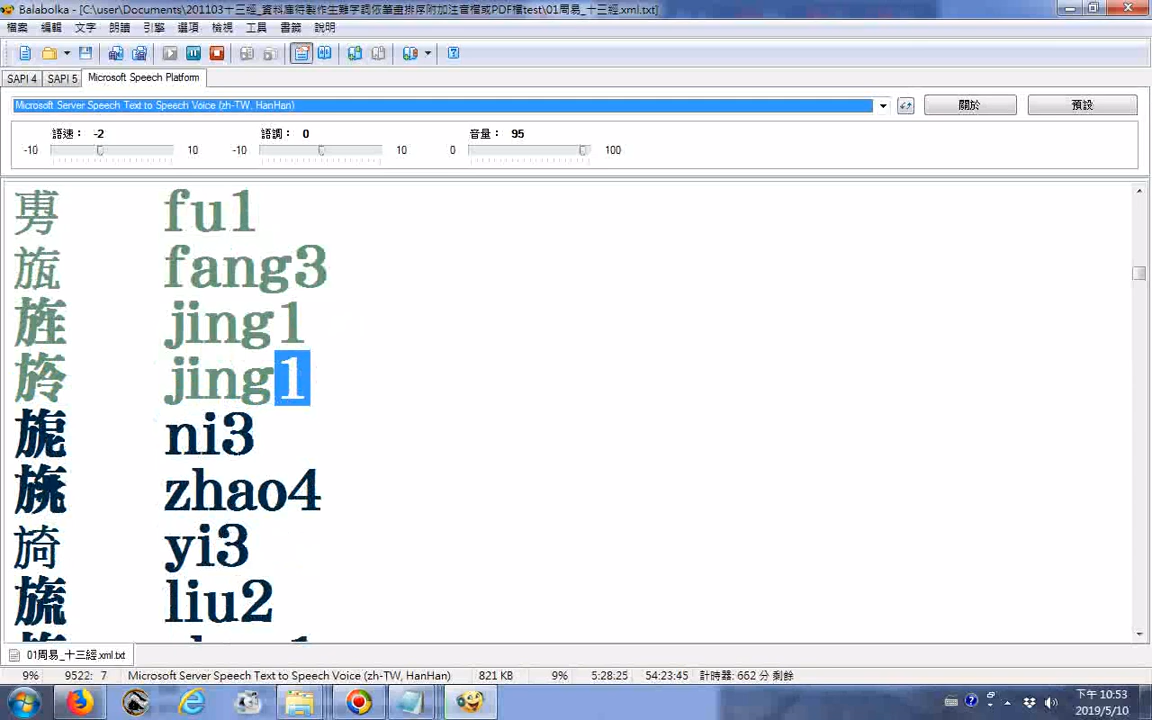 Balabolka - [C:\user\Documents\201103十三經_資料庫待製作生難字詞依筆畫排序附加注音檔或PDF檔test\01周易_十三經.xml.txt]
檔案 編輯 文字 朗讀 引擎 選項 檢視 工具 書籤 說明
SAPI 4 SAPI 5 Microsoft Speech Platform
Microsoft Server Speech Text to Speech Voice (zh-TW, HanHan) 關於 預設
語速： -2 語調： 0 音量： 95
-10 10 -10 10 0 100
旉 fu1
旊 fang3
旌 jing1
jing1
旎 ni3
zhao4
旑 yi3
旒 liu2
01周易_十三經.xml.txt
9% 9522: 7 Microsoft Server Speech Text to Speech Voice (zh-TW, HanHan) 821 KB 9% 5:28:25 54:23:45 計時器: 662 分 剩餘
下午 10:53
2019/5/10